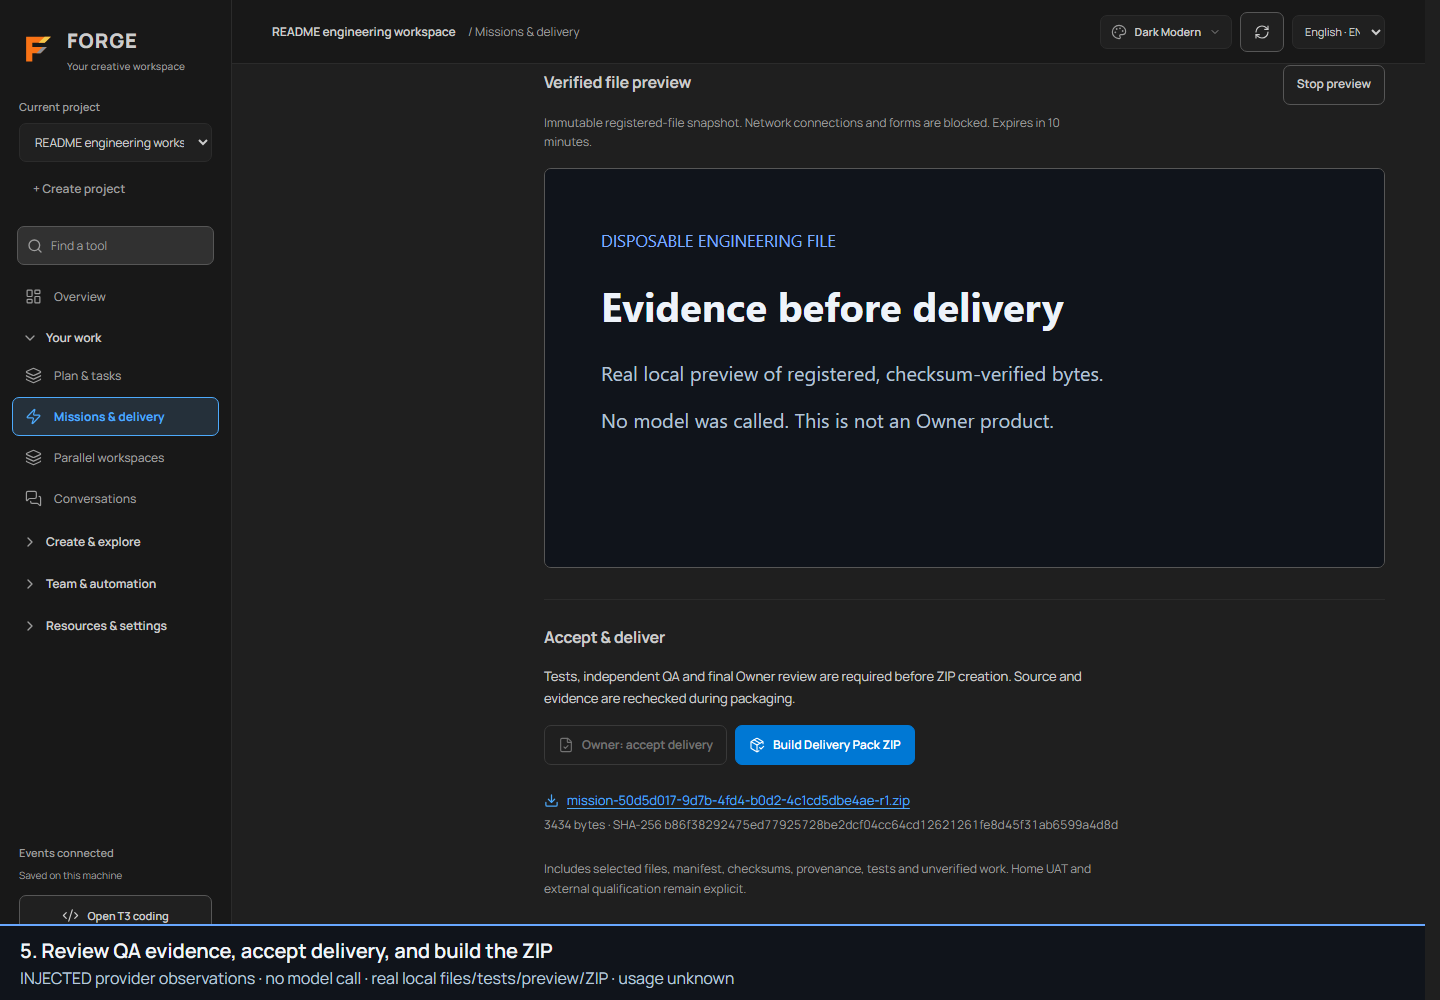 FORGE
Your creative workspace
Current project
README engineering works
+ Create project
Find a tool
Overview
Your work
Plan & tasks
Missions & delivery
Parallel workspaces
Conversations
Create & explore
Team & automation
Resources & settings
Events connected
Saved on this machine
Open T3 coding
README engineering workspace / Missions & delivery
Dark Modern
English · EN
Verified file preview
Stop preview
Immutable registered-file snapshot. Network connections and forms are blocked. Expires in 10
minutes.
DISPOSABLE ENGINEERING FILE
Evidence before delivery
Real local preview of registered, checksum-verified bytes.
No model was called. This is not an Owner product.
Accept & deliver
Tests, independent QA and final Owner review are required before ZIP creation. Source and
evidence are rechecked during packaging.
Owner: accept delivery
Build Delivery Pack ZIP
mission-50d5d017-9d7b-4fd4-b0d2-4c1cd5dbe4ae-r1.zip
3434 bytes · SHA-256 b86f38292475ed77925728be2dcf04cc64cd12621261fe8d45f31ab6599a4d8d
Includes selected files, manifest, checksums, provenance, tests and unverified work. Home UAT and
external qualification remain explicit.
5. Review QA evidence, accept delivery, and build the ZIP
INJECTED provider observations · no model call · real local files/tests/preview/ZIP · usage unknown